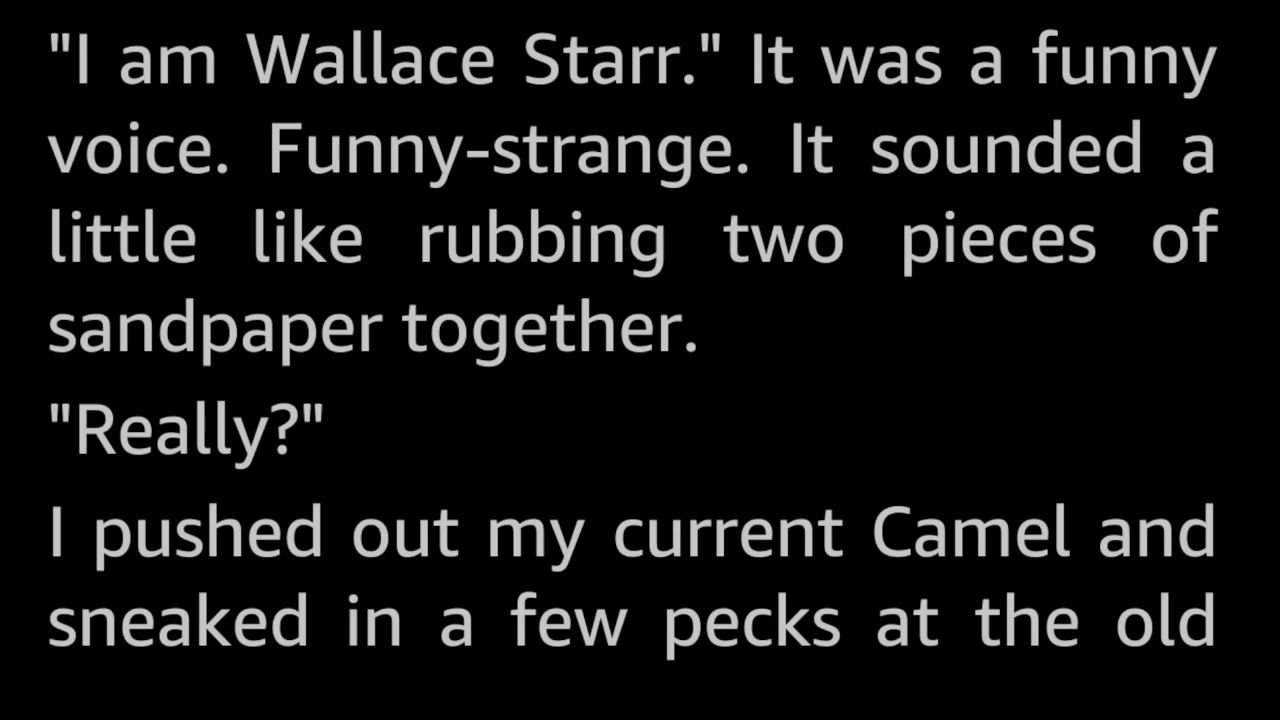 "I am Wallace Starr." It was a funny
voice. Funny-strange. It sounded a
little like rubbing two pieces of
sandpaper together.
"Really?"
I pushed out my current Camel and
sneaked in a few pecks at the old